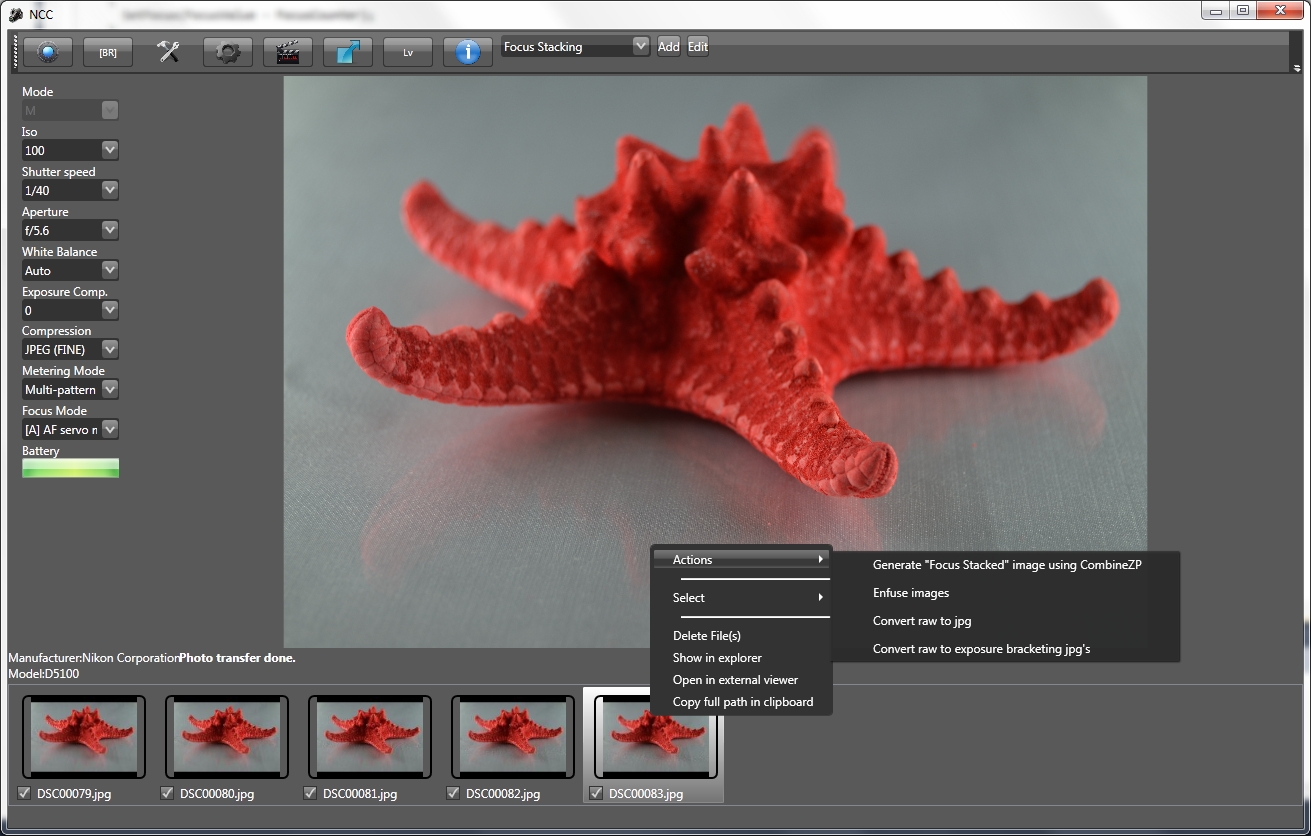 NCC
[BR]
Lv
Focus Stacking
Add
Edit
Mode
M
Iso
100
Shutter speed
1/40
Aperture
f/5.6
White Balance
Auto
Exposure Comp.
0
Compression
JPEG (FINE)
Metering Mode
Multi-pattern
Focus Mode
[A] AF servo
Battery
Actions
Select
Delete File(s)
Show in explorer
Open in external viewer
Copy full path in clipboard
Generate "Focus Stacked" image using CombineZP
Enfuse images
Convert raw to jpg
Convert raw to exposure bracketing jpg's
Manufacturer:Nikon CorporationPhoto transfer done.
Model:D5100
DSC00079.jpg
DSC00080.jpg
DSC00081.jpg
DSC00082.jpg
DSC00083.jpg